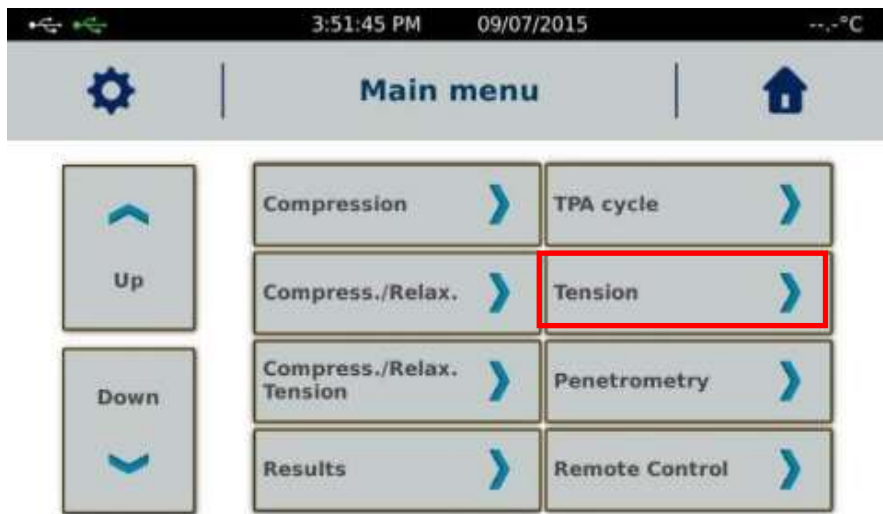 3:51:45 PM 09/07/2015 --.-°C
Main menu
Up
Down
Compression
TPA cycle
Compress./Relax.
Tension
Compress./Relax.
Tension
Penetrometry
Results
Remote Control